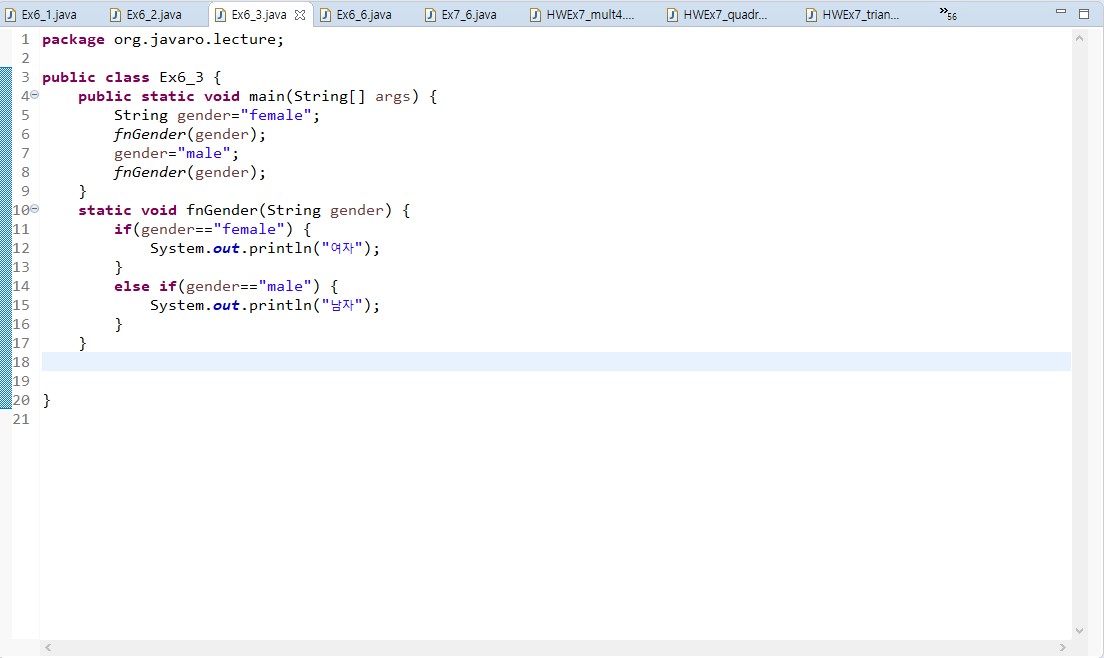 Ex6_1.java Ex6_2.java Ex6_3.java Ex6_6.java Ex7_6.java HWEx7_mult4.... HWEx7_quadr... HWEx7_trian... »56
1 package org.javaro.lecture;
2
3 public class Ex6_3 {
4 public static void main(String[] args) {
5 String gender="female";
6 fnGender(gender);
7 gender="male";
8 fnGender(gender);
9 }
10 static void fnGender(String gender) {
11 if(gender=="female") {
12 System.out.println("여자");
13 }
14 else if(gender=="male") {
15 System.out.println("남자");
16 }
17 }
18
19
20 }
21